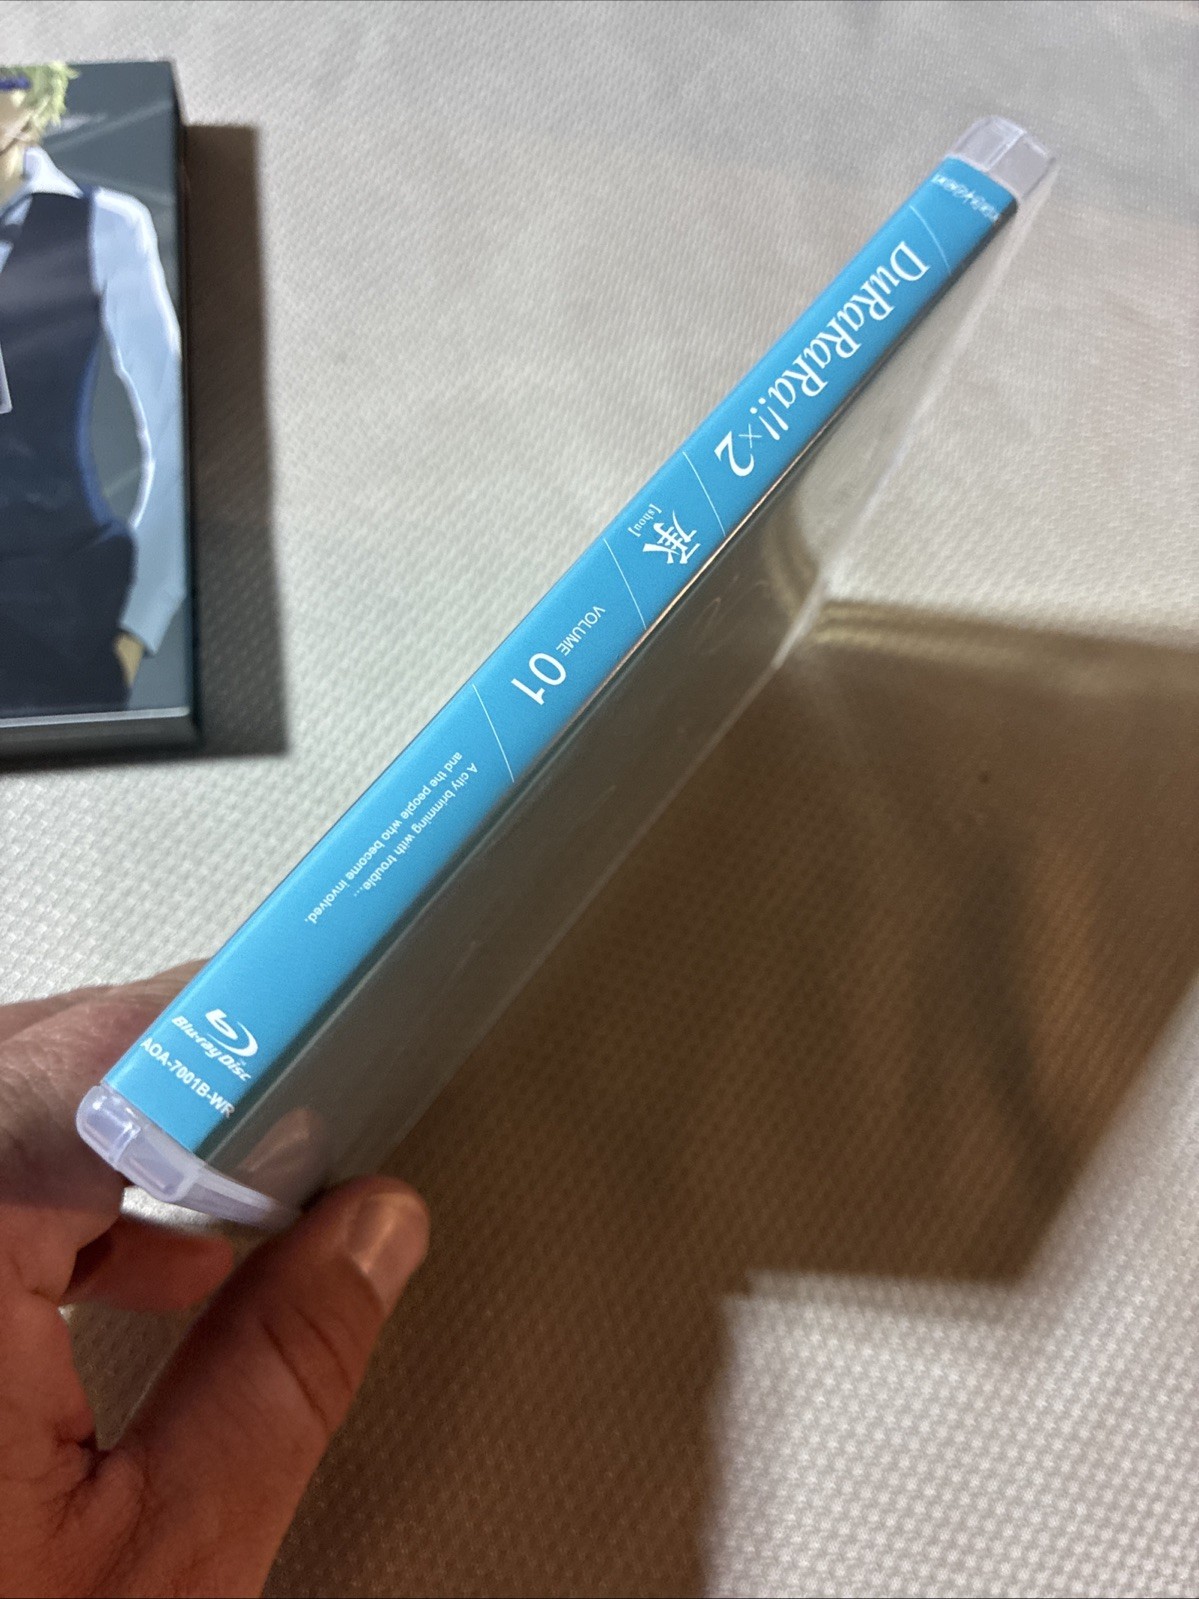 DuRaRaRa!!×2
承
[shou]
VOLUME 01
A city brimming with trouble...
and the people who become involved.
Blu-ray Disc
AOA-7001B-WR